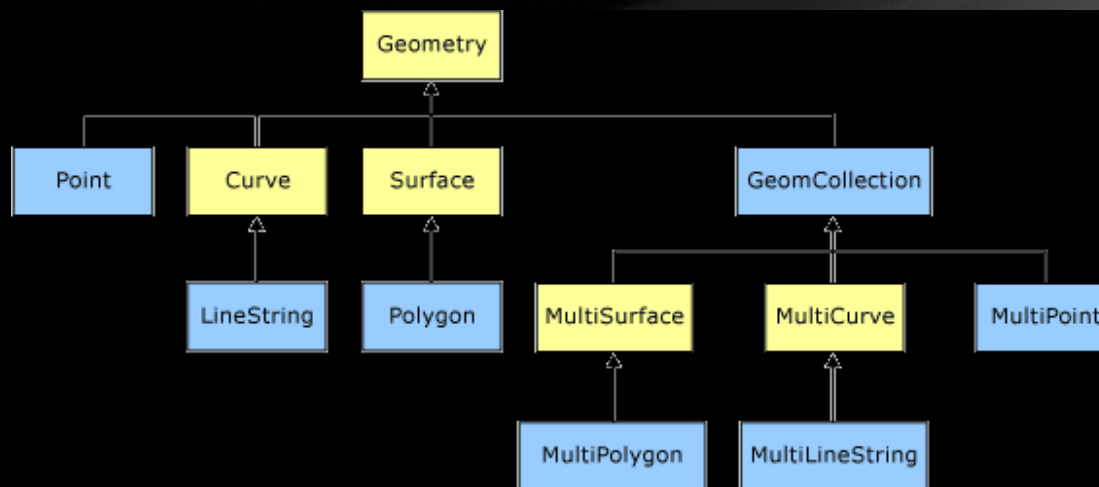 Geometry
Point
Curve
Surface
GeomCollection
LineString
Polygon
MultiSurface
MultiCurve
MultiPoint
MultiPolygon
MultiLineString